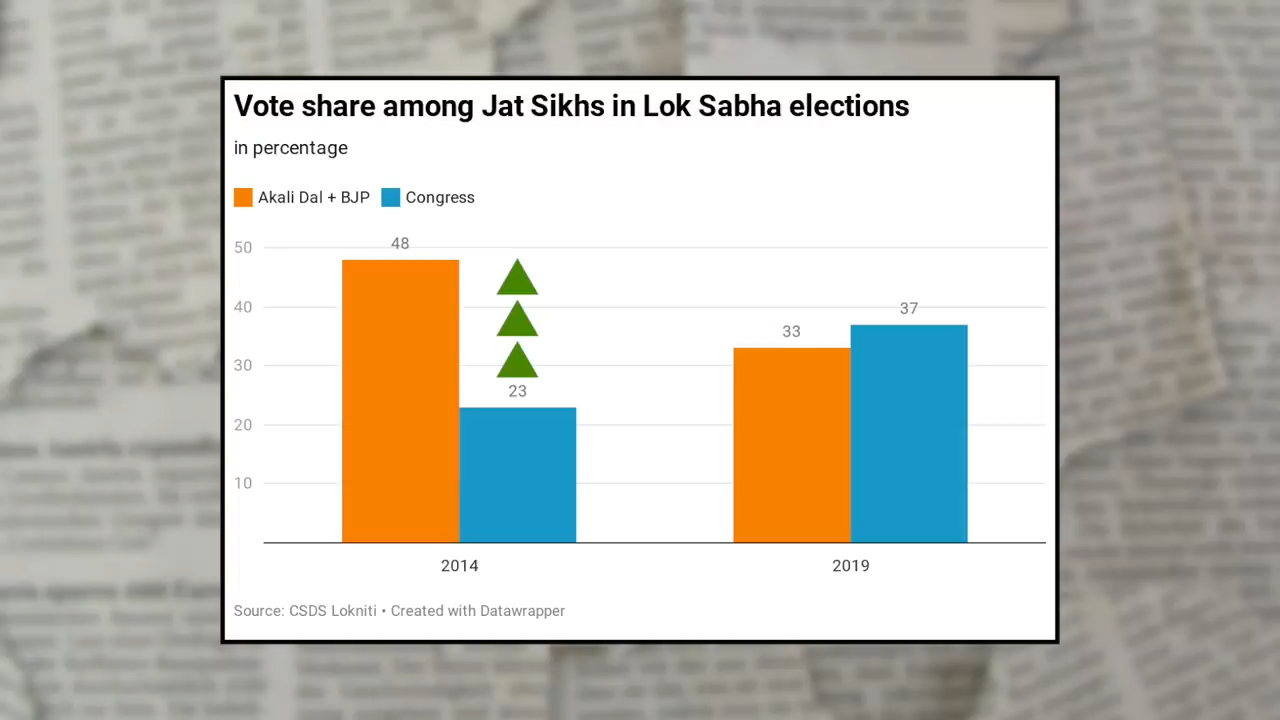 Vote share among Jat Sikhs in Lok Sabha elections
in percentage
Akali Dal + BJP Congress
50
40
30
20
10
48
23
33
37
2014 2019
Source: CSDS Lokniti • Created with Datawrapper